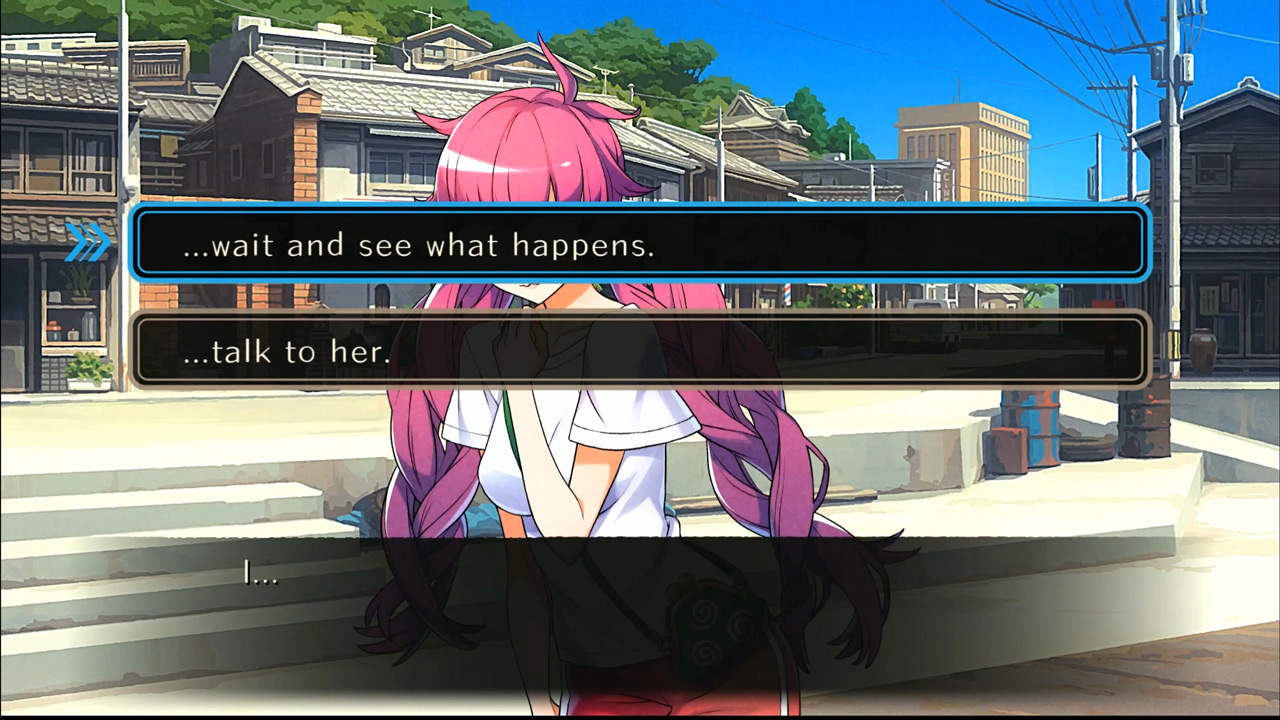 ...wait and see what happens.
...talk to her.
I...